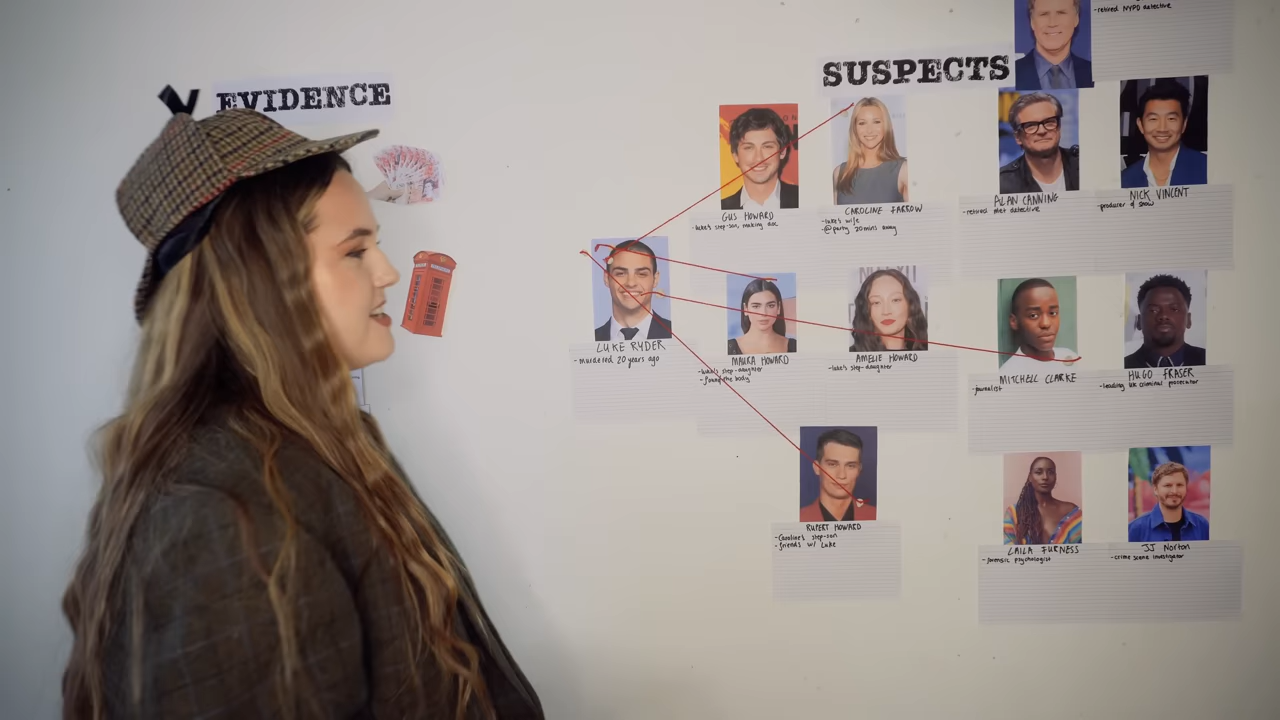 - retired NYPD detective
EVIDENCE
SUSPECTS
GUS HOWARD
- luke's step-son, making doc
CAROLINE FARROW
- luke's wife
- @ party 20 mins away
ALAN CANNING
- retired Met detective
NICK VINCENT
- producer of show
LUKE RYDER
- murdered 20 years ago
MAURA HOWARD
- luke's step-daughter
- found the body
AMELIE HOWARD
- luke's step-daughter
MITCHELL CLARKE
- journalist
HUGO FRASER
- leading UK criminal prosecutor
RUPERT HOWARD
- Caroline's step-son
- friends w/ Luke
LAILA FURNESS
- forensic psychologist
JJ Norton
- crime scene investigator